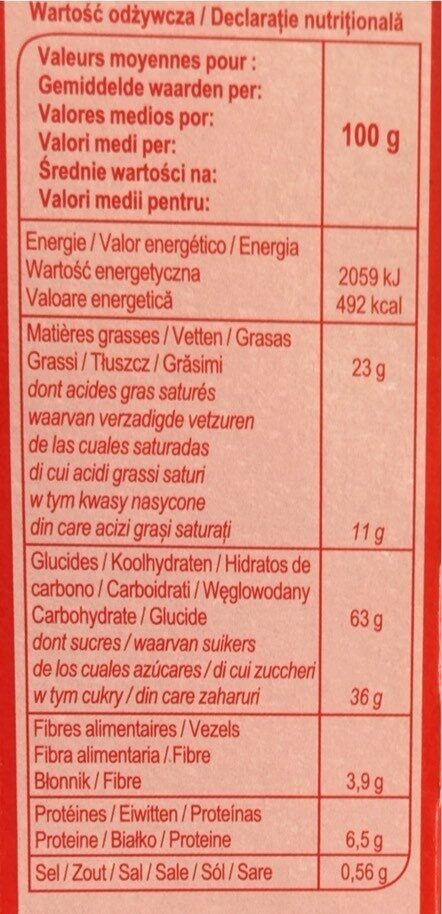 Wartość odżywcza / Declarație nutrițională
Valeurs moyennes pour :
Gemiddelde waarden per:
Valores medios por:
Valori medi per:
Średnie wartości na:
Valori medii pentru:
100 g
Energie / Valor energético / Energia
Wartość energetyczna
Valoare energetică
2059 kJ
492 kcal
Matières grasses / Vetten / Grasas
Grassi / Tłuszcz / Grăsimi
23 g
dont acides gras saturés
waarvan verzadigde vetzuren
de las cuales saturadas
di cui acidi grassi saturi
w tym kwasy nasycone
din care acizi grași saturați
11 g
Glucides / Koolhydraten / Hidratos de
carbono / Carboidrati / Węglowodany
Carbohydrate / Glucide
63 g
dont sucres / waarvan suikers
de los cuales azúcares / di cui zuccheri
w tym cukry / din care zaharuri
36 g
Fibres alimentaires / Vezels
Fibra alimentaria / Fibre
Błonnik / Fibre
3,9 g
Protéines / Eiwitten / Proteínas
Proteine / Białko / Proteine
6,5 g
Sel / Zout / Sal / Sale / Sól / Sare
0,56 g